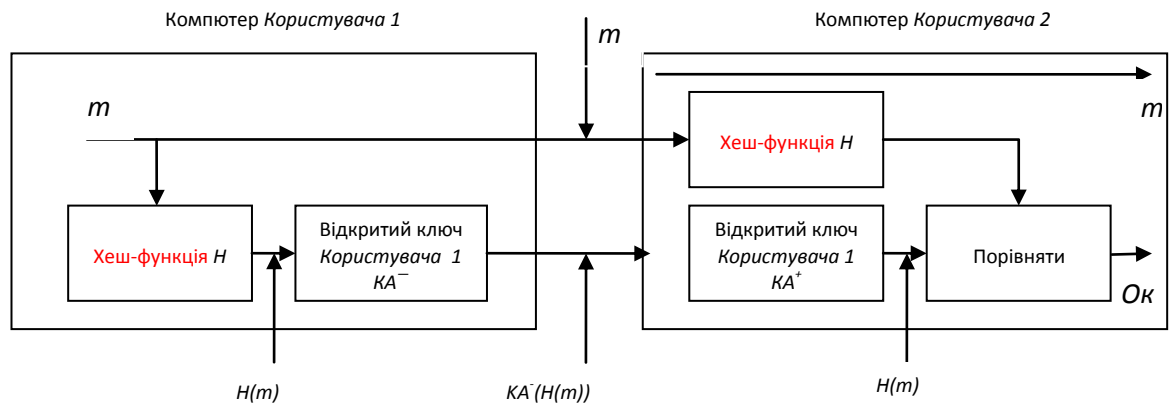 Компютер Користувача 1
Компютер Користувача 2
m
m
m
Хеш-функція H
Хеш-функція H
Відкритий ключ
Користувача 1
KA¯
Відкритий ключ
Користувача 1
KA⁺
Порівняти
Ок
H(m)
KA⁻(H(m))
H(m)